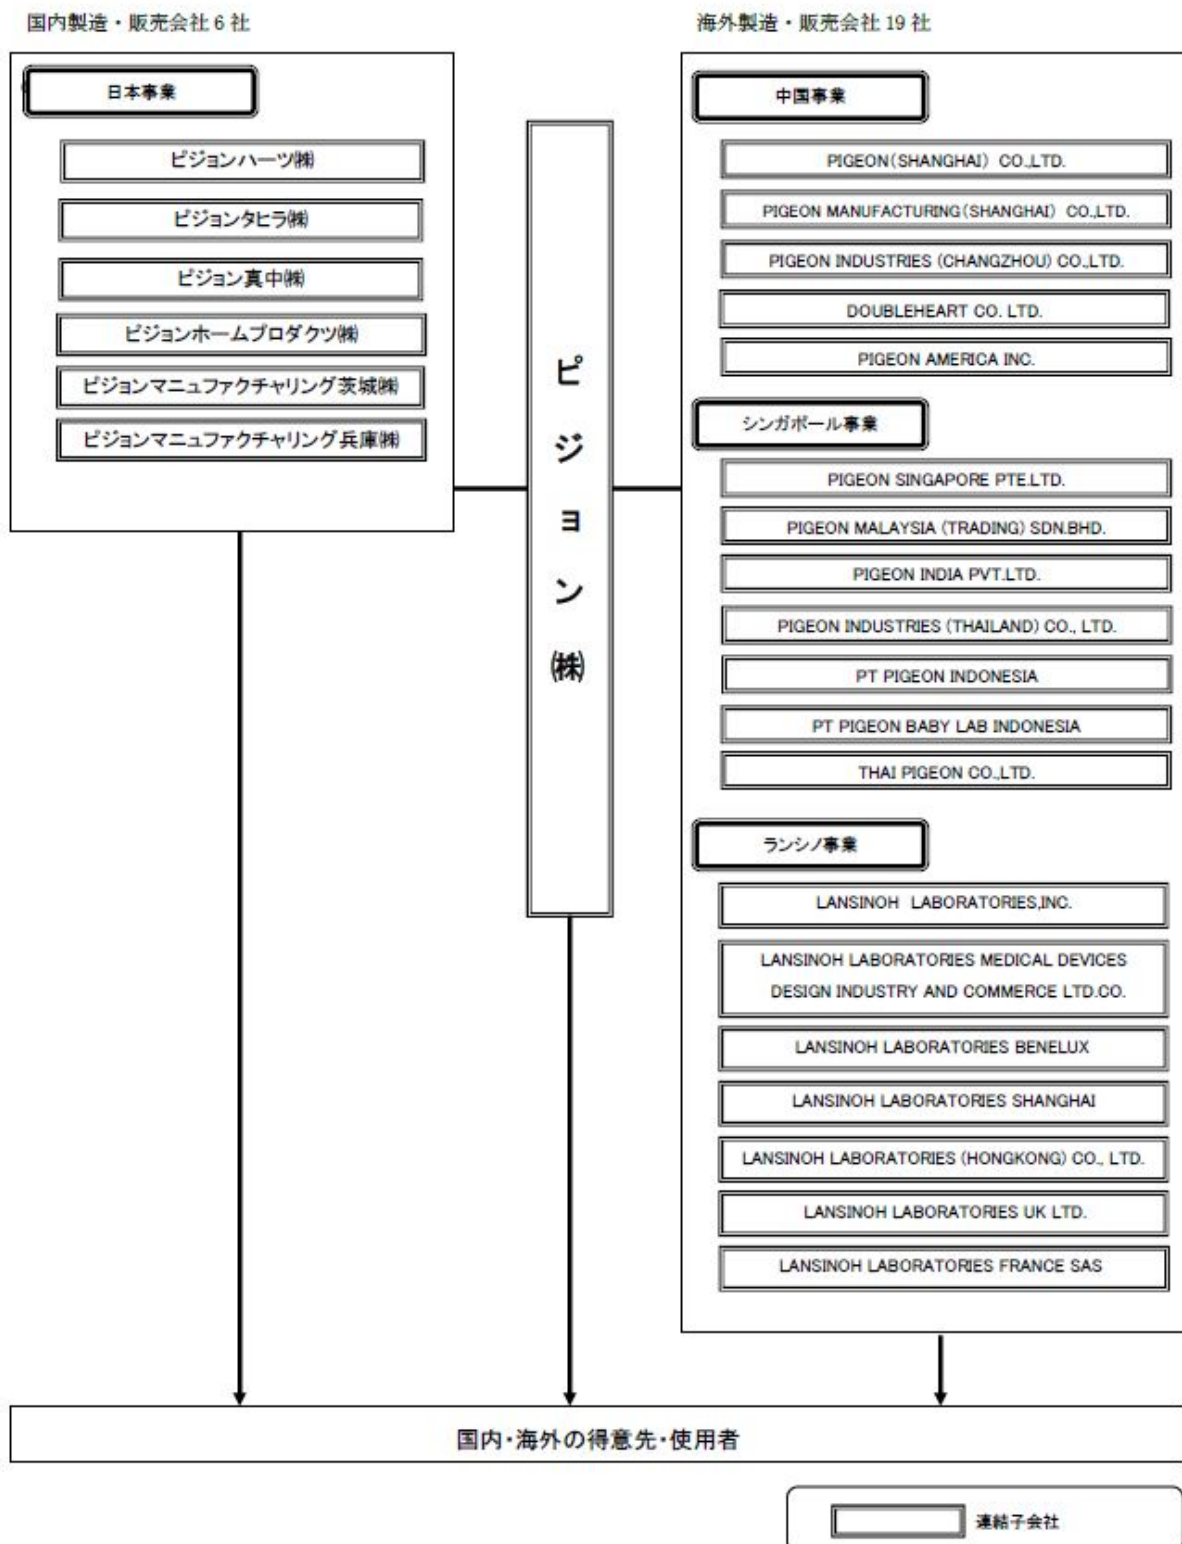 国内製造・販売会社 6 社
日本事業
ピジョンハーツ㈱
ピジョンタヒラ㈱
ピジョン真中㈱
ピジョンホームプロダクツ㈱
ピジョンマニュファクチャリング茨城㈱
ピジョンマニュファクチャリング兵庫㈱
ピジョン㈱
海外製造・販売会社 19 社
中国事業
PIGEON(SHANGHAI) CO.,LTD.
PIGEON MANUFACTURING(SHANGHAI) CO.,LTD.
PIGEON INDUSTRIES (CHANGZHOU) CO.,LTD.
DOUBLEHEART CO. LTD.
PIGEON AMERICA INC.
シンガポール事業
PIGEON SINGAPORE PTE.LTD.
PIGEON MALAYSIA (TRADING) SDN.BHD.
PIGEON INDIA PVT.LTD.
PIGEON INDUSTRIES (THAILAND) CO., LTD.
PT PIGEON INDONESIA
PT PIGEON BABY LAB INDONESIA
THAI PIGEON CO.,LTD.
ランシノ事業
LANSINOH LABORATORIES,INC.
LANSINOH LABORATORIES MEDICAL DEVICES
DESIGN INDUSTRY AND COMMERCE LTD.CO.
LANSINOH LABORATORIES BENELUX
LANSINOH LABORATORIES SHANGHAI
LANSINOH LABORATORIES (HONGKONG) CO., LTD.
LANSINOH LABORATORIES UK LTD.
LANSINOH LABORATORIES FRANCE SAS
国内・海外の得意先・使用者
連結子会社